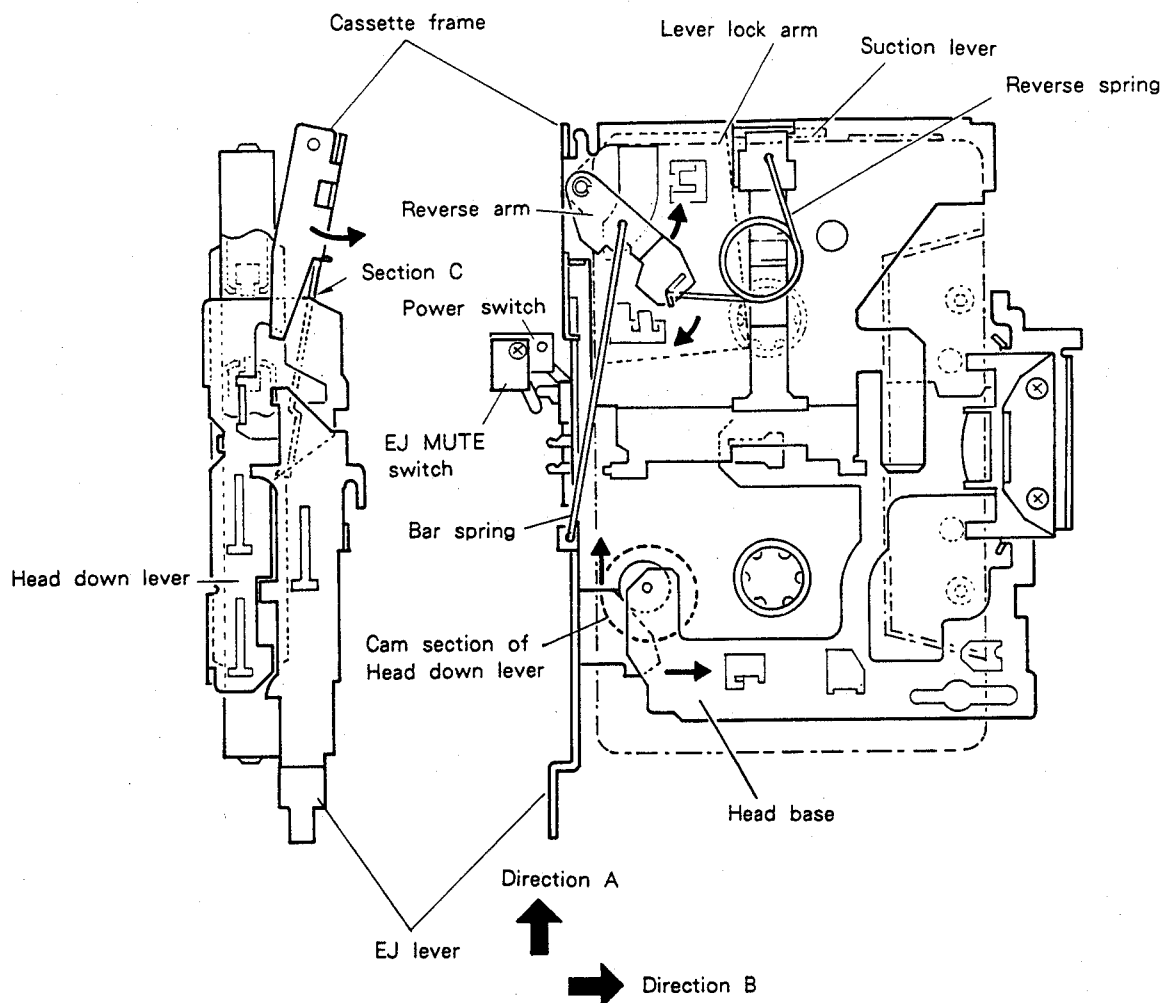 Cassette frame
Lever lock arm
Suction lever
Reverse spring
Reverse arm
Section C
Power switch
EJ MUTE
switch
Bar spring
Head down lever
Cam section of
Head down lever
Head base
Direction A
EJ lever
Direction B